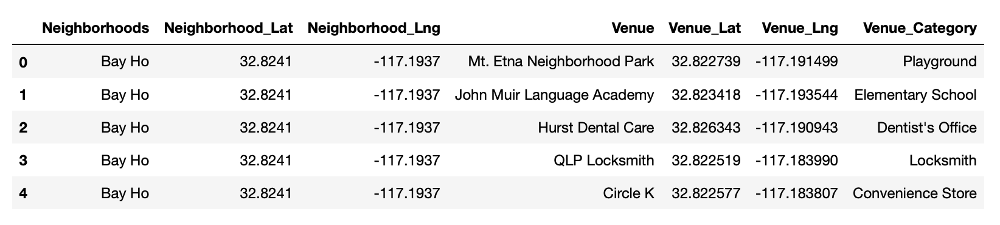 Neighborhoods Neighborhood_Lat Neighborhood_Lng Venue Venue_Lat Venue_Lng Venue_Category
0 Bay Ho 32.8241 -117.1937 Mt. Etna Neighborhood Park 32.822739 -117.191499 Playground
1 Bay Ho 32.8241 -117.1937 John Muir Language Academy 32.823418 -117.193544 Elementary School
2 Bay Ho 32.8241 -117.1937 Hurst Dental Care 32.826343 -117.190943 Dentist's Office
3 Bay Ho 32.8241 -117.1937 QLP Locksmith 32.822519 -117.183990 Locksmith
4 Bay Ho 32.8241 -117.1937 Circle K 32.822577 -117.183807 Convenience Store